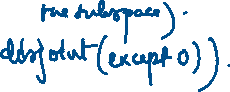 the subspace).
disjoint (except 0)).